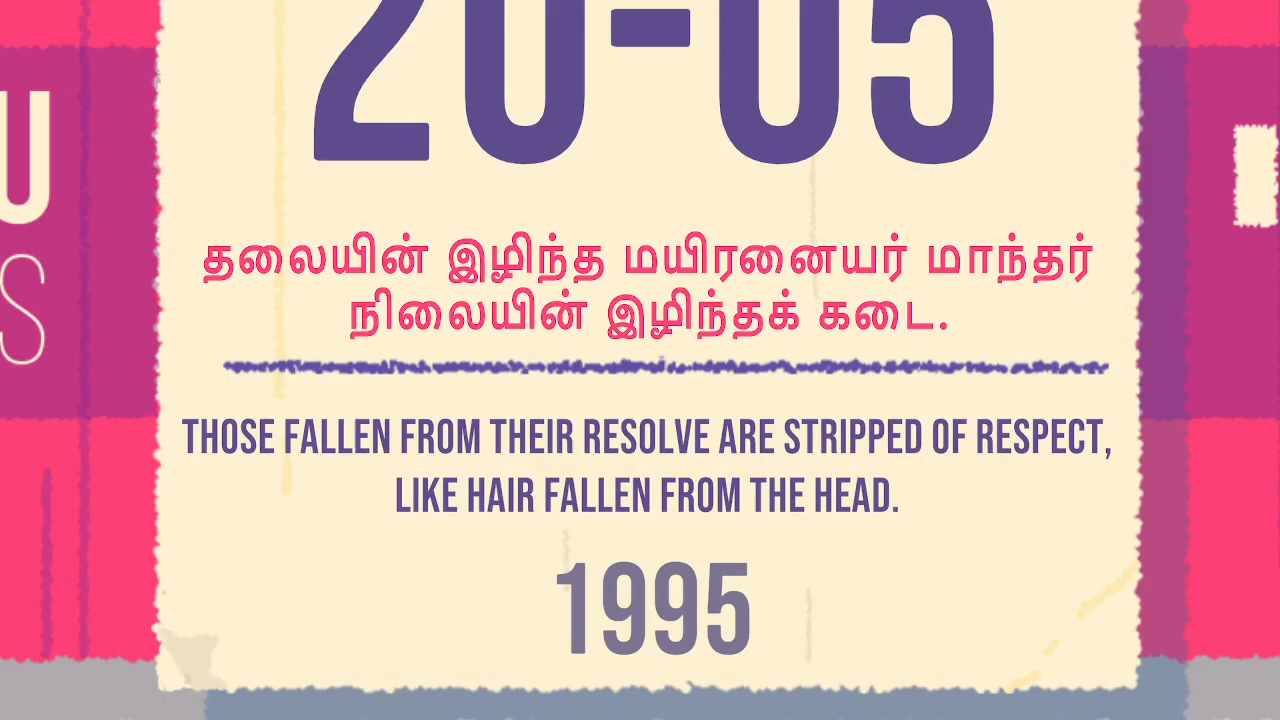 20-05
U
S
தலையின் இழிந்த மயிரனையர் மாந்தர்
நிலையின் இழிந்தக் கடை.
THOSE FALLEN FROM THEIR RESOLVE ARE STRIPPED OF RESPECT,
LIKE HAIR FALLEN FROM THE HEAD.
1995